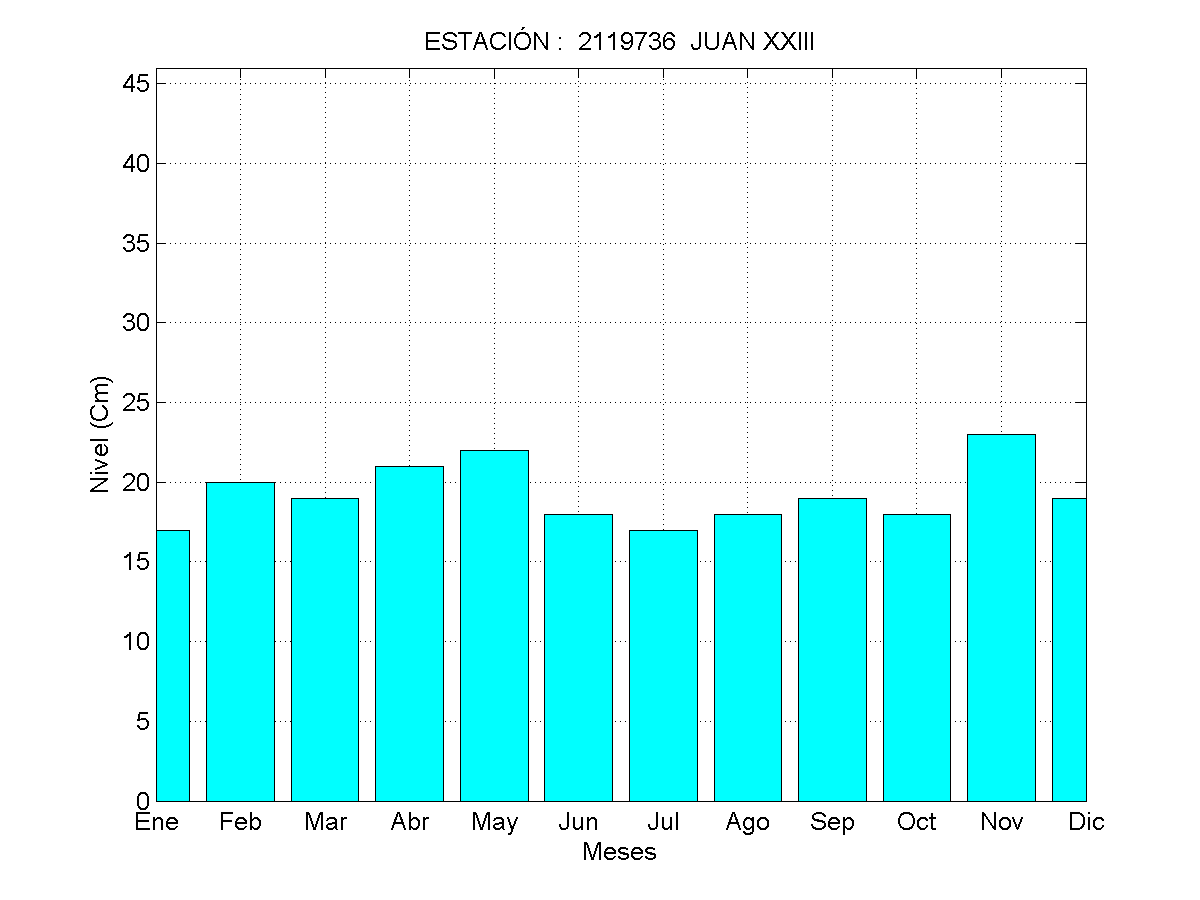 ESTACIÓN :  2119736  JUAN XXIII
45
40
35
30
25
20
15
10
5
0
Nivel (Cm)
Ene Feb Mar Abr May Jun Jul Ago Sep Oct Nov Dic
Meses